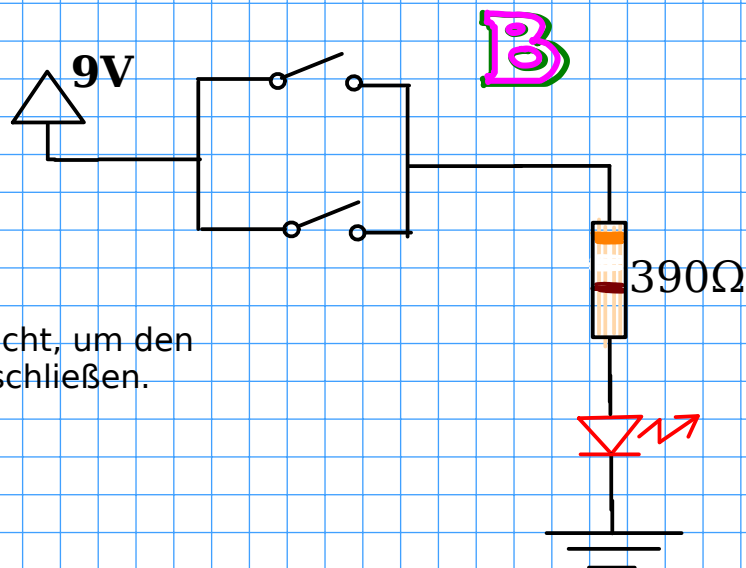 9V
B
390Ω
cht, um den
schließen.